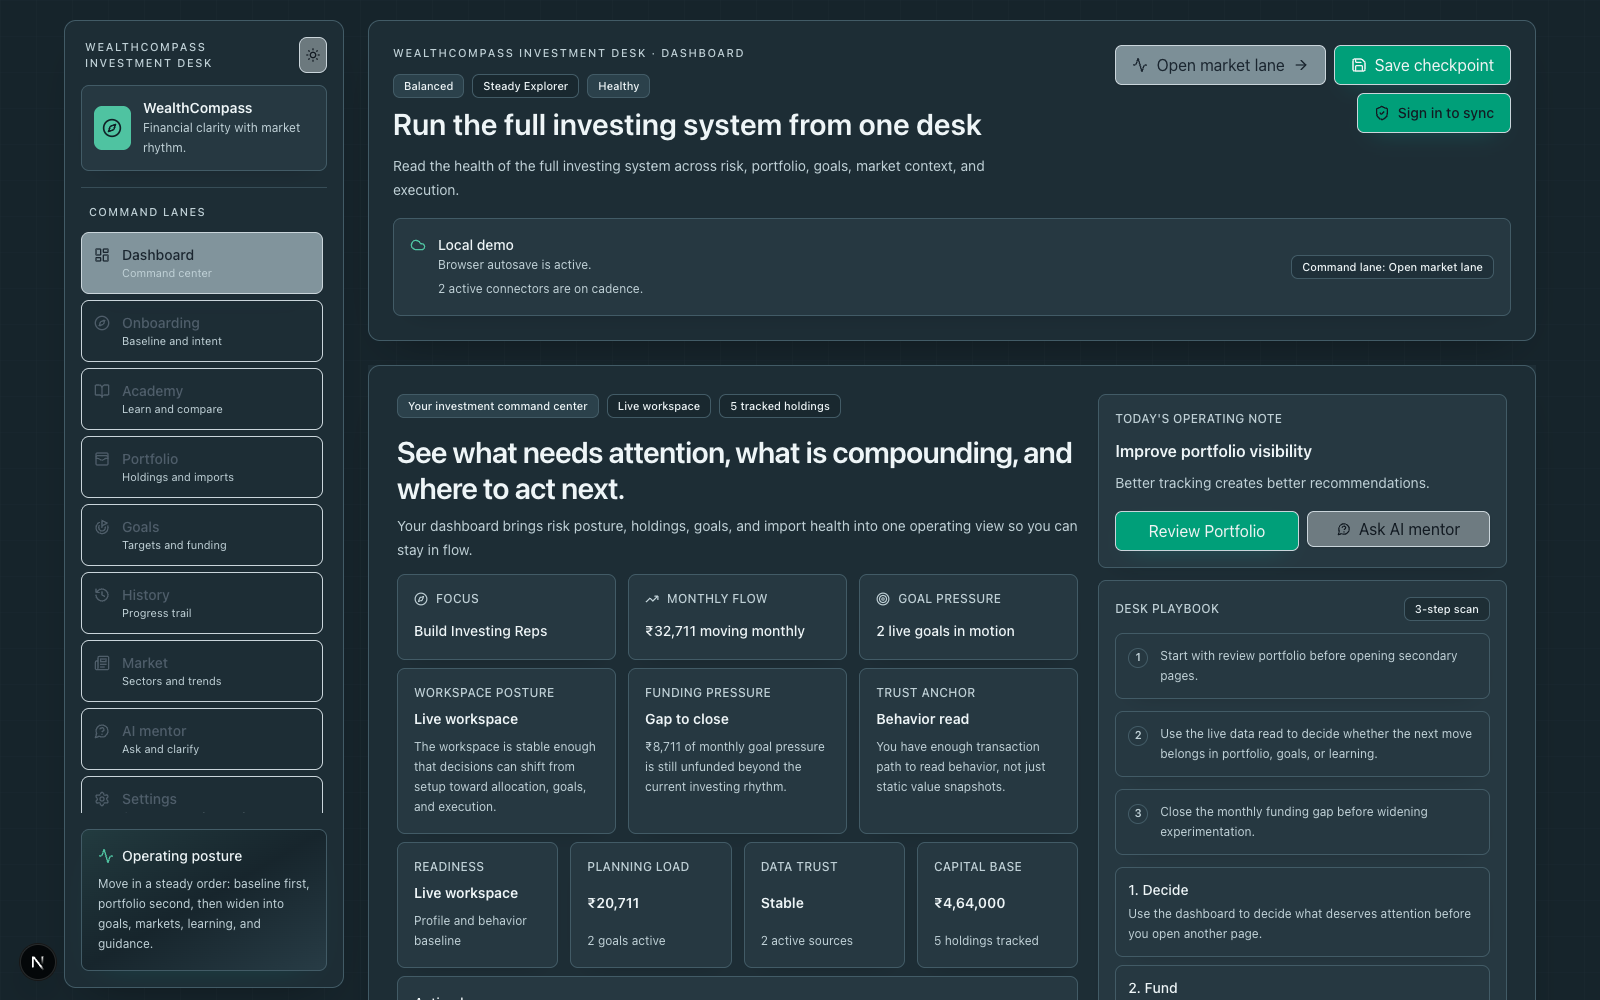 WEALTHCOMPASS
INVESTMENT DESK
WealthCompass
Financial clarity with market
rhythm.
COMMAND LANES
Dashboard
Command center
Onboarding
Baseline and intent
Academy
Learn and compare
Portfolio
Holdings and imports
Goals
Targets and funding
History
Progress trail
Market
Sectors and trends
AI mentor
Ask and clarify
Settings
Operating posture
Move in a steady order: baseline first,
portfolio second, then widen into
goals, markets, learning, and
guidance.
N
WEALTHCOMPASS INVESTMENT DESK · DASHBOARD
Balanced
Steady Explorer
Healthy
Run the full investing system from one desk
Read the health of the full investing system across risk, portfolio, goals, market context, and
execution.
Open market lane →
Save checkpoint
Sign in to sync
Local demo
Browser autosave is active.
2 active connectors are on cadence.
Command lane: Open market lane
Your investment command center
Live workspace
5 tracked holdings
See what needs attention, what is compounding, and
where to act next.
Your dashboard brings risk posture, holdings, goals, and import health into one operating view so you can
stay in flow.
FOCUS
Build Investing Reps
MONTHLY FLOW
₹32,711 moving monthly
GOAL PRESSURE
2 live goals in motion
WORKSPACE POSTURE
Live workspace
The workspace is stable enough
that decisions can shift from
setup toward allocation, goals,
and execution.
FUNDING PRESSURE
Gap to close
₹8,711 of monthly goal pressure
is still unfunded beyond the
current investing rhythm.
TRUST ANCHOR
Behavior read
You have enough transaction
path to read behavior, not just
static value snapshots.
READINESS
Live workspace
Profile and behavior
baseline
PLANNING LOAD
₹20,711
2 goals active
DATA TRUST
Stable
2 active sources
CAPITAL BASE
₹4,64,000
5 holdings tracked
TODAY'S OPERATING NOTE
Improve portfolio visibility
Better tracking creates better recommendations.
Review Portfolio
Ask AI mentor
DESK PLAYBOOK
3-step scan
1
Start with review portfolio before opening secondary
pages.
2
Use the live data read to decide whether the next move
belongs in portfolio, goals, or learning.
3
Close the monthly funding gap before widening
experimentation.
1. Decide
Use the dashboard to decide what deserves attention before
you open another page.
2. Fund